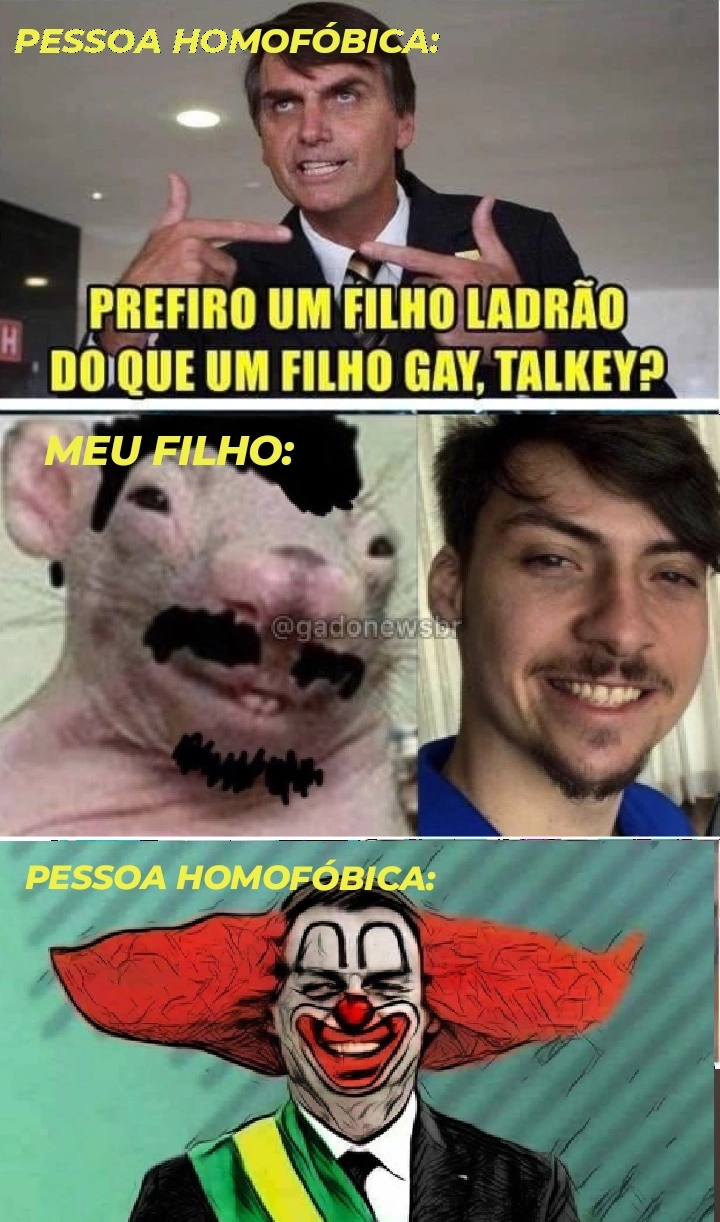 PESSOA HOMOFÓBICA:
PREFIRO UM FILHO LADRÃO
DO QUE UM FILHO GAY, TALKEY?
H
MEU FILHO:
@gadonewsbr
PESSOA HOMOFÓBICA: